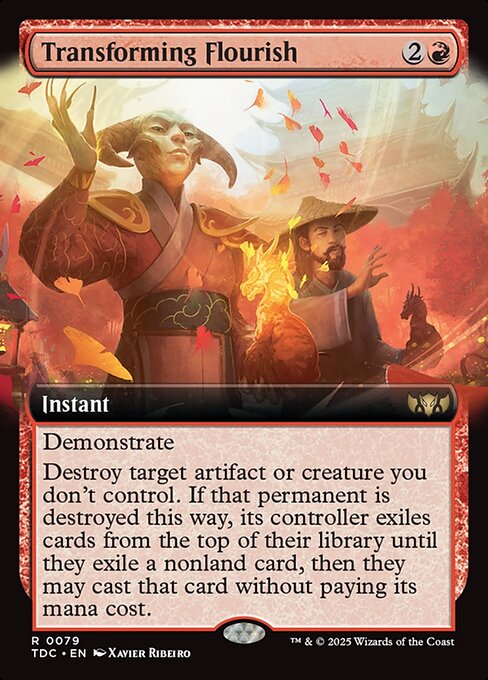 Transforming Flourish 2
Instant
Demonstrate
Destroy target artifact or creature you
don't control. If that permanent is
destroyed this way, its controller exiles
cards from the top of their library until
they exile a nonland card, then they
may cast that card without paying its
mana cost.
R 0079
TDC • EN Xavier Ribeiro
™ & © 2025 Wizards of the Coast